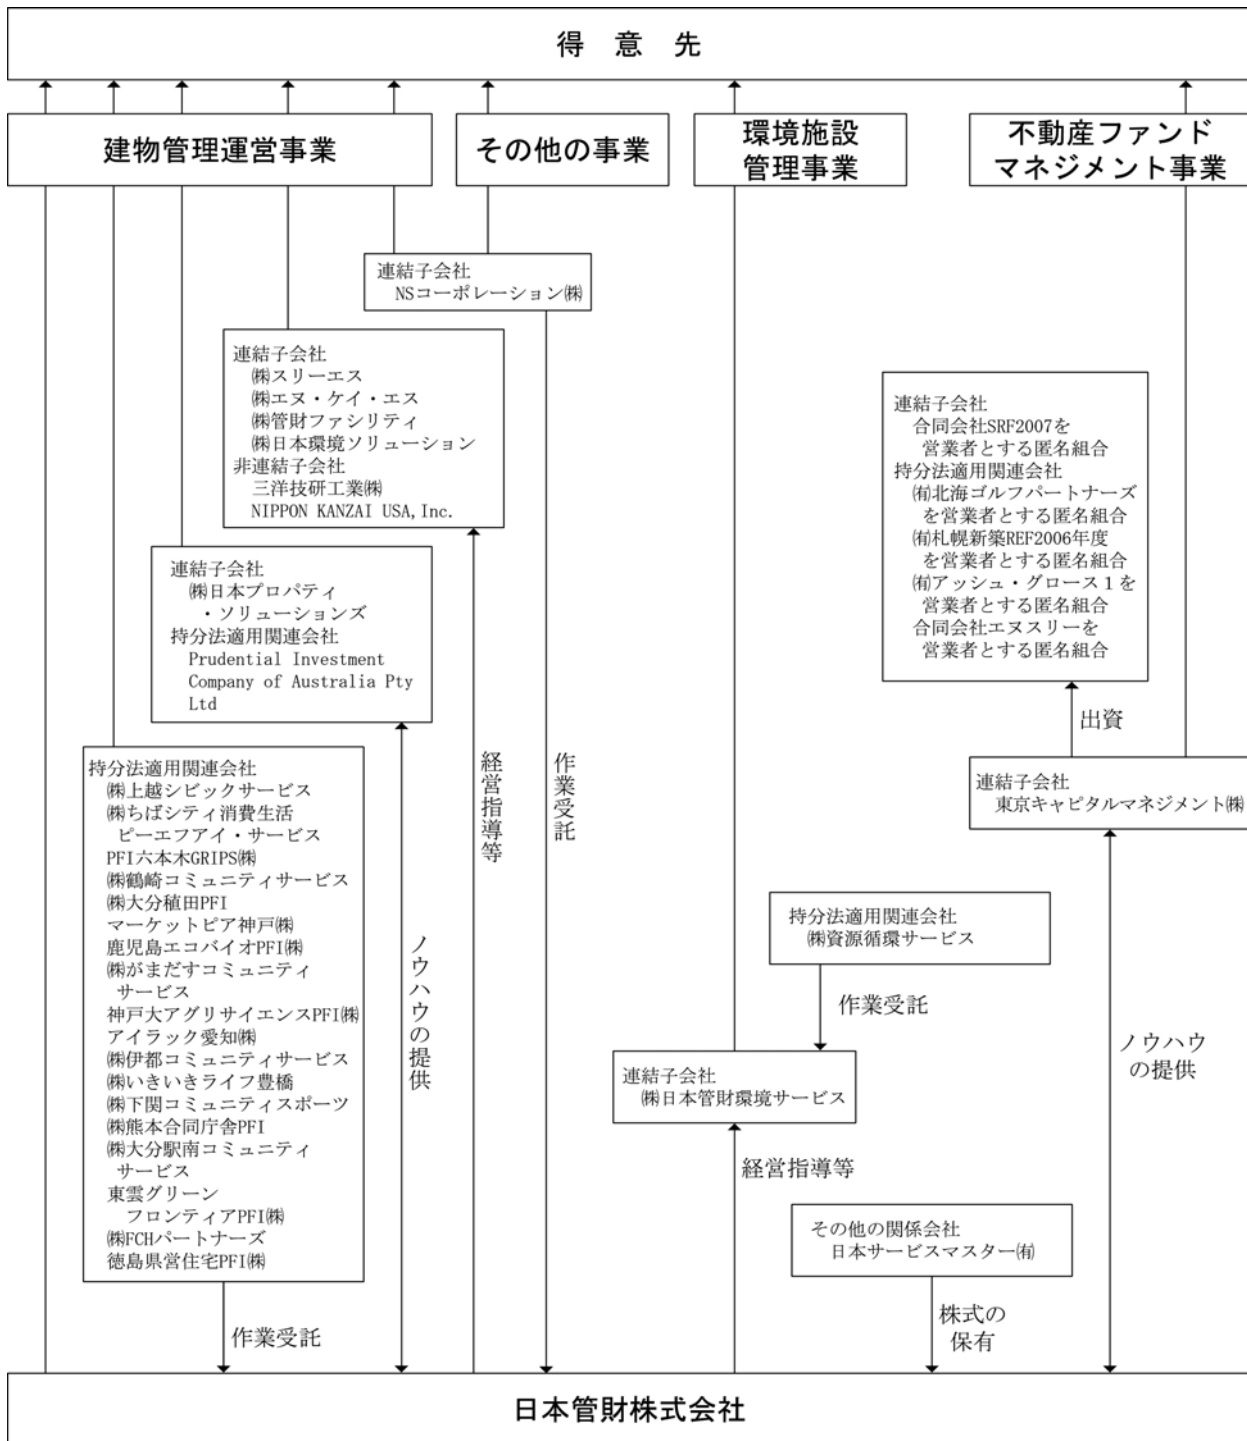 得意先
建物管理運営事業
その他の事業
環境施設
管理事業
不動産ファンド
マネジメント事業
連結子会社
NSコーポレーション㈱
連結子会社
㈱スリーエス
㈱エヌ・ケイ・エス
㈱管財ファシリティ
㈱日本環境ソリューション
非連結子会社
三洋技研工業㈱
NIPPON KANZAI USA,Inc.
連結子会社
合同会社SRF2007を
営業者とする匿名組合
持分法適用関連会社
㈲北海ゴルフパートナーズ
を営業者とする匿名組合
㈲札幌新築REF2006年度
を営業者とする匿名組合
㈲アッシュ・グロース１を
営業者とする匿名組合
合同会社エヌスリーを
営業者とする匿名組合
連結子会社
㈱日本プロパティ
・ソリューションズ
持分法適用関連会社
Prudential Investment
Company of Australia Pty
Ltd
出資
持分法適用関連会社
㈱上越シビックサービス
㈱ちばシティ消費生活
ピーエフアイ・サービス
PFI六本木GRIPS㈱
㈱鶴崎コミュニティサービス
㈱大分稙田PFI
マーケットピア神戸㈱
鹿児島エコバイオPFI㈱
㈱がまだすコミュニティ
サービス
神戸大アグリサイエンスPFI㈱
アイラック愛知㈱
㈱伊都コミュニティサービス
㈱いきいきライフ豊橋
㈱下関コミュニティスポーツ
㈱熊本合同庁舎PFI
㈱大分駅南コミュニティ
サービス
東雲グリーン
フロンティアPFI㈱
㈱FCHパートナーズ
徳島県営住宅PFI㈱
経営指導等
作業受託
連結子会社
東京キャピタルマネジメント㈱
持分法適用関連会社
㈱資源循環サービス
作業受託
ノウハウの提供
ノウハウ
の提供
連結子会社
㈱日本管財環境サービス
経営指導等
その他の関係会社
日本サービスマスター㈲
作業受託
株式の
保有
日本管財株式会社